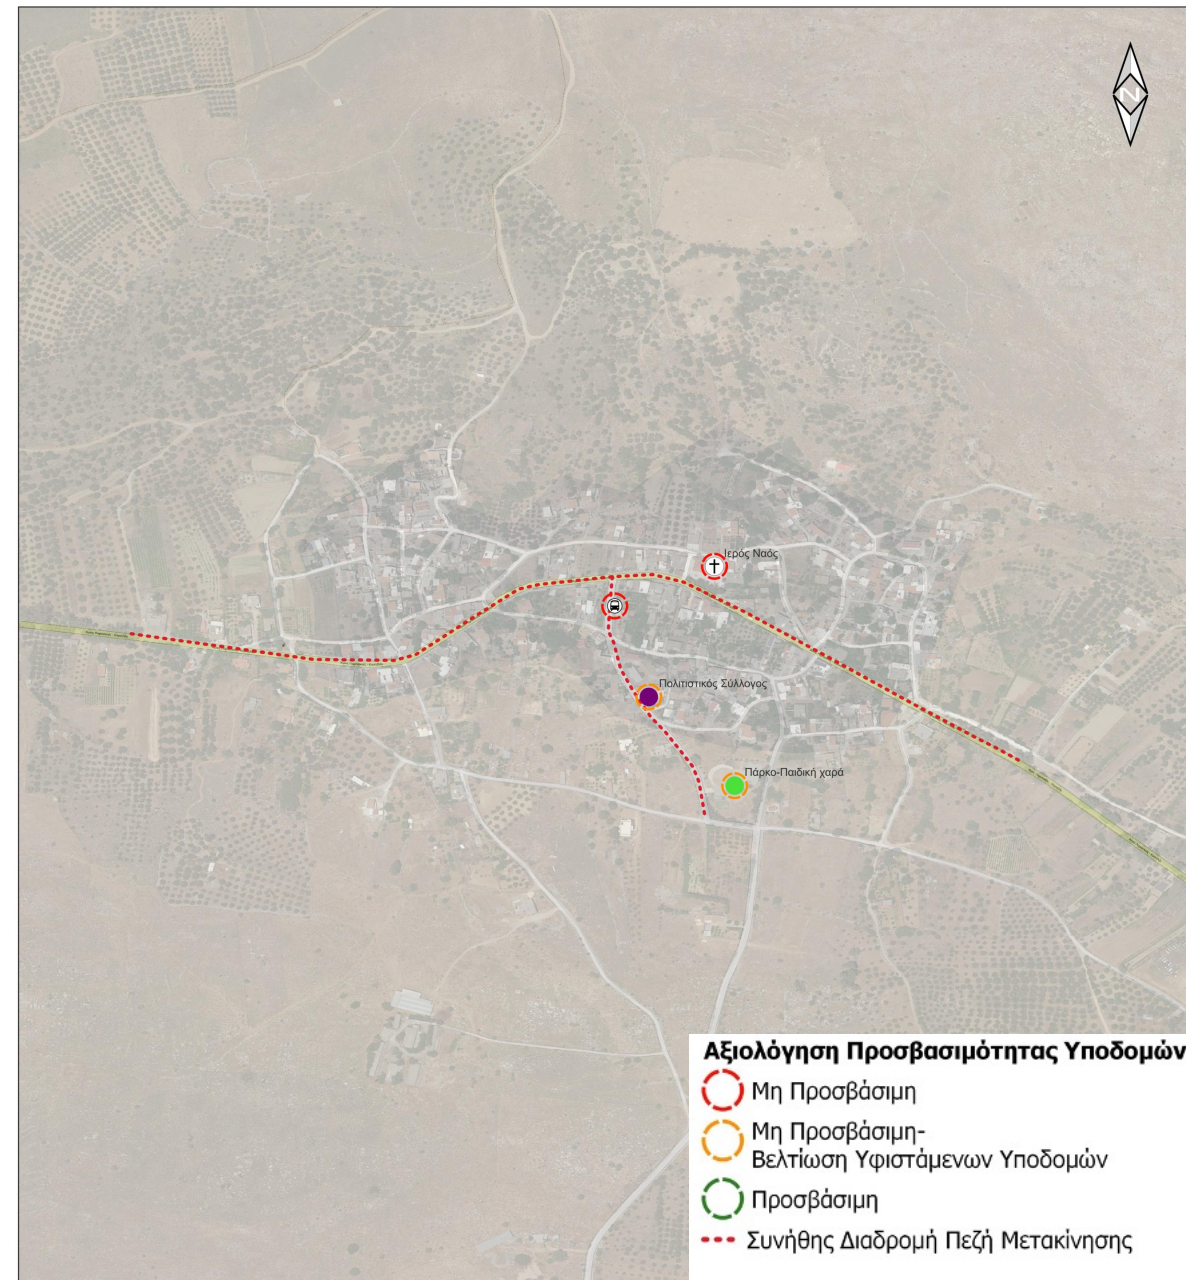 N
Ιερός Ναός
Πολιτιστικός Σύλλογος
Πάρκο-Παιδική χαρά
Αξιολόγηση Προσβασιμότητας Υποδομών
Μη Προσβάσιμη
Μη Προσβάσιμη-
Βελτίωση Υφιστάμενων Υποδομών
Προσβάσιμη
Συνήθης Διαδρομή Πεζή Μετακίνησης